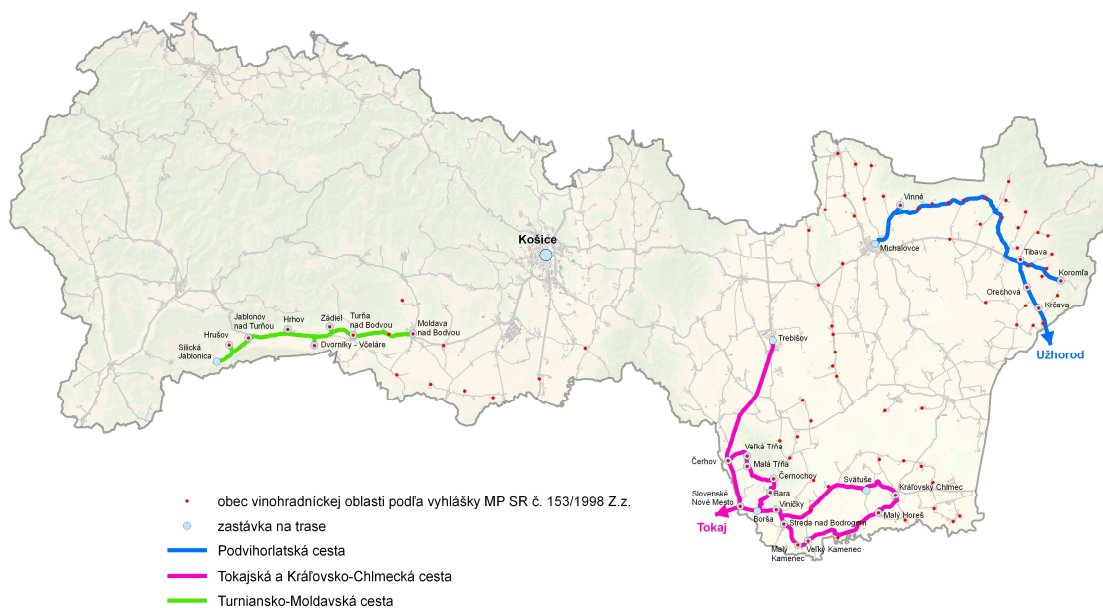 Vinné
Michalovce
Košice
Tibava
Koromľa
Orechová
Krčava
Užhorod
Jablonov
nad Turňou
Hrhov
Zádiel
Turňa
nad Bodvou
Moldava
nad Bodvou
Hrušov
Silická
Jablonica
Dvorníky - Včeláre
Trebišov
Veľká Tŕňa
Čerhov
Malá Tŕňa
Černochov
Svätuše
Kráľovský Chlmec
Bara
Slovenské
Nové Mesto
Viničky
Malý Horeš
Borša
Tokaj
Streda nad Bodrogom
Malý
Kamenec
Veľký Kamenec
obec vinohradníckej oblasti podľa vyhlášky MP SR č. 153/1998 Z.z.
zastávka na trase
Podvihorlatská cesta
Tokajská a Kráľovsko-Chlmecká cesta
Turniansko-Moldavská cesta